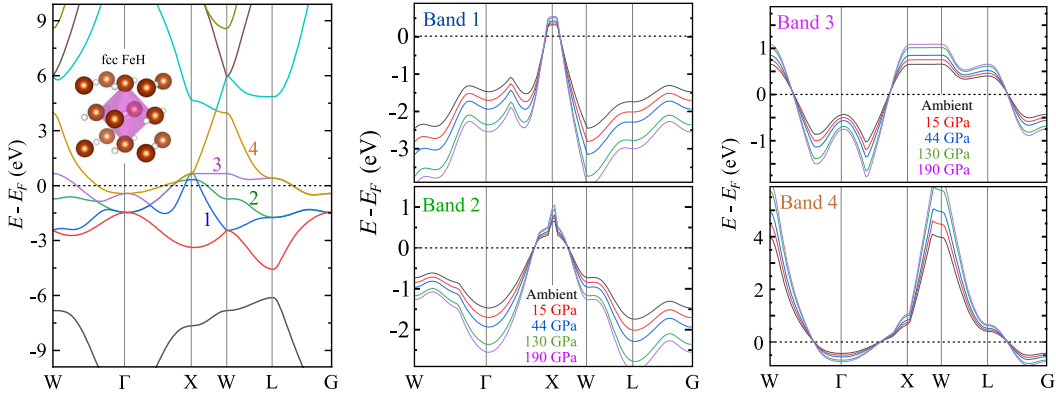 fcc FeH
E - E_F (eV)
9
6
3
0
-3
-6
-9
4
3
2
1
W Γ X W L G
Band 1
E - E_F (eV)
0
-1
-2
3
Band 2
1
0
-1
-2
Ambient
15 GPa
44 GPa
130 GPa
190 GPa
W Γ X W L G
Band 3
E - E_F (eV)
1
0
-1
Ambient
15 GPa
44 GPa
130 GPa
190 GPa
Band 4
E - E_F (eV)
4
2
0
W Γ X W L G